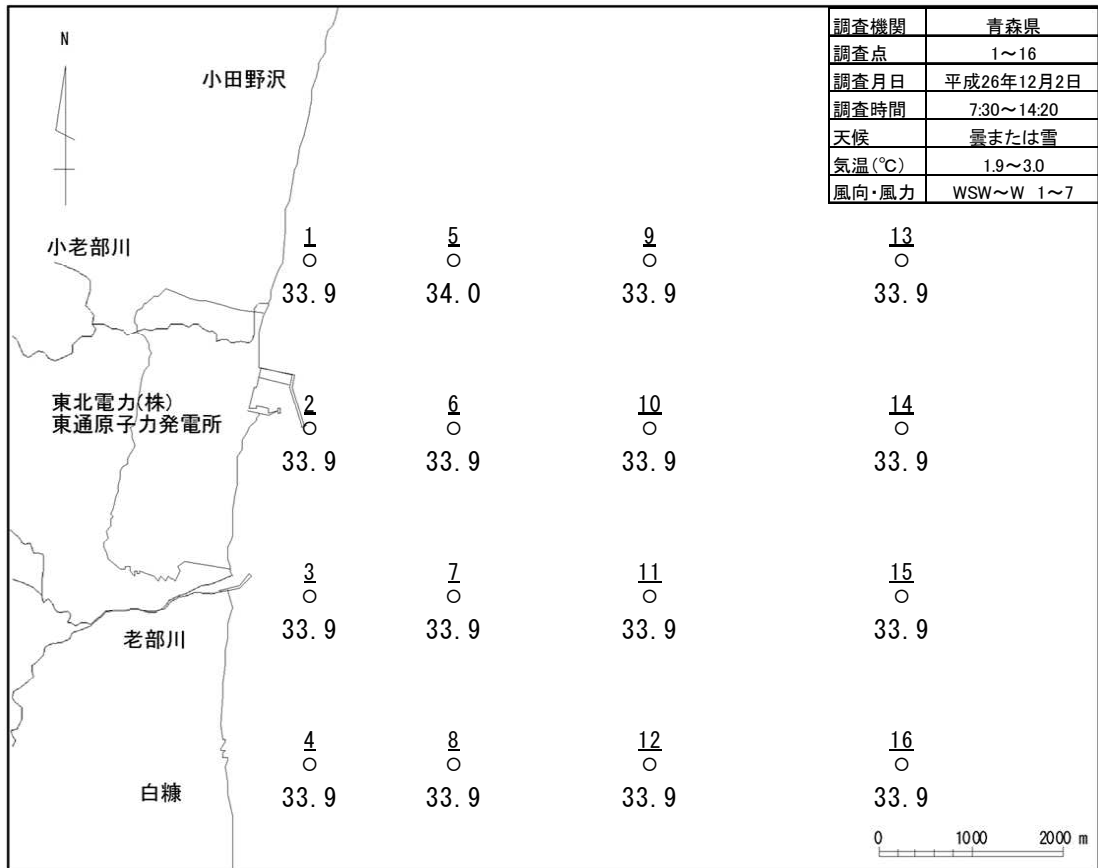 調査機関 青森県
調査点 1～16
調査月日 平成26年12月2日
調査時間 7:30～14:20
天候 曇または雪
気温(℃) 1.9～3.0
風向・風力 WSW～W 1～7
N
小田野沢
小老部川
1 5 9 13
33.9 34.0 33.9 33.9
東北電力(株)
東通原子力発電所
2 6 10 14
33.9 33.9 33.9 33.9
3 7 11 15
33.9 33.9 33.9 33.9
老部川
4 8 12 16
33.9 33.9 33.9 33.9
白糠
0 1000 2000 m